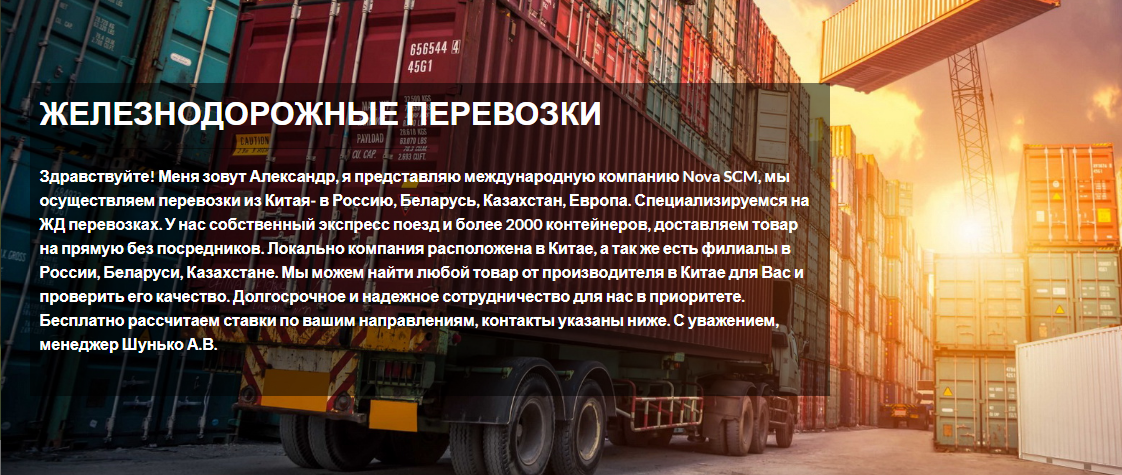 656544 4
45G1
ЖЕЛЕЗНОДОРОЖНЫЕ ПЕРЕВОЗКИ
CAUTION
PAYLOAD
CU. CAP.
Здравствуйте! Меня зовут Александр, я представляю международную компанию Nova SCM, мы
осуществляем перевозки из Китая- в Россию, Беларусь, Казахстан, Европа. Специализируемся на
ЖД перевозках. У нас собственный экспресс поезд и более 2000 контейнеров, доставляем товар
на прямую без посредников. Локально компания расположена в Китае, а так же есть филиалы в
России, Беларуси, Казахстане. Мы можем найти любой товар от производителя в Китае для Вас и
проверить его качество. Долгосрочное и надежное сотрудничество для нас в приоритете.
Бесплатно рассчитаем ставки по вашим направлениям, контакты указаны ниже. С уважением,
менеджер Шунько А.В.